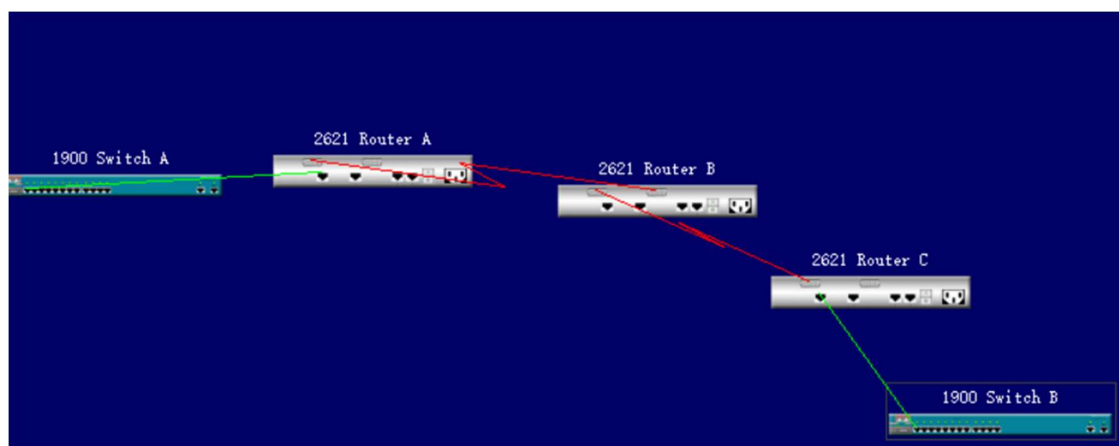 1900 Switch A
2621 Router A
2621 Router B
2621 Router C
1900 Switch B